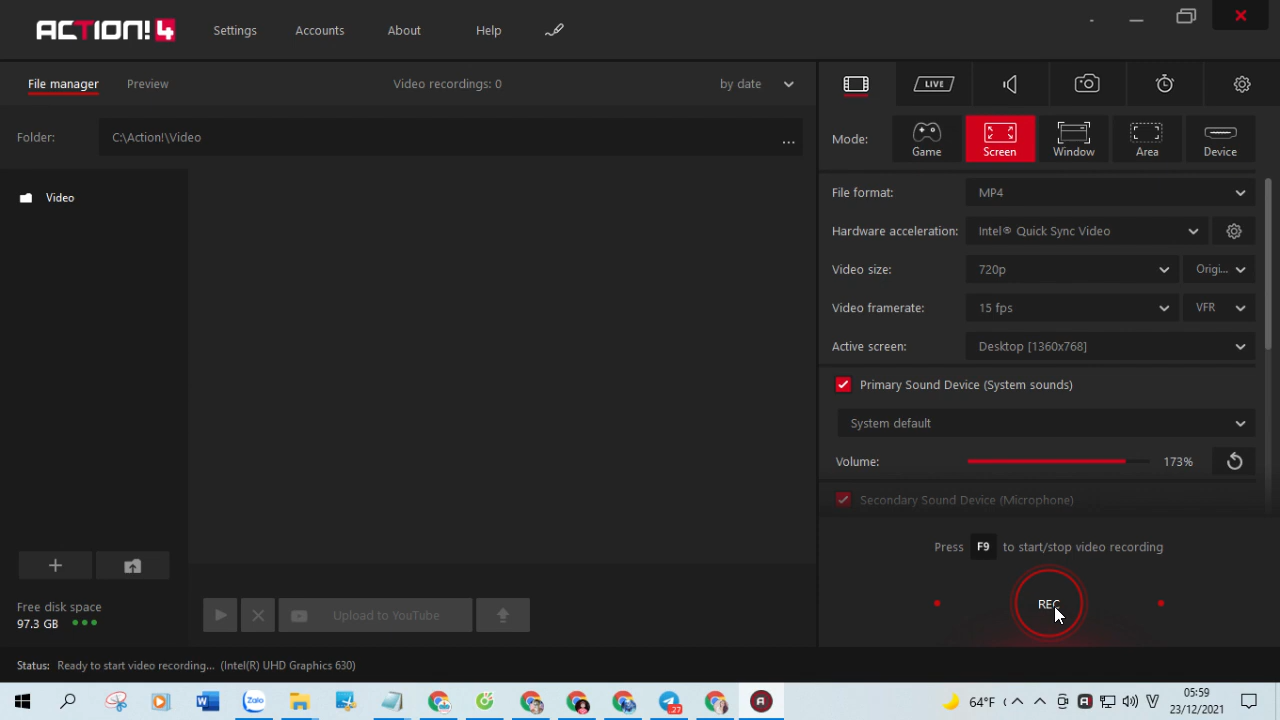 ACTION! 4
Settings
Accounts
About
Help
File manager
Preview
Video recordings: 0
by date
LIVE
Folder:
C:\Action!\Video
...
Mode:
Game
Screen
Window
Area
Device
Video
File format:
MP4
Hardware acceleration:
Intel® Quick Sync Video
Video size:
720p
Origi...
Video framerate:
15 fps
VFR
Active screen:
Desktop [1360x768]
Primary Sound Device (System sounds)
System default
Volume:
173%
Secondary Sound Device (Microphone)
Press F9 to start/stop video recording
REC
Free disk space
97.3 GB
Upload to YouTube
Status: Ready to start video recording... (Intel(R) UHD Graphics 630)
Zalo
27
64°F
05:59
23/12/2021